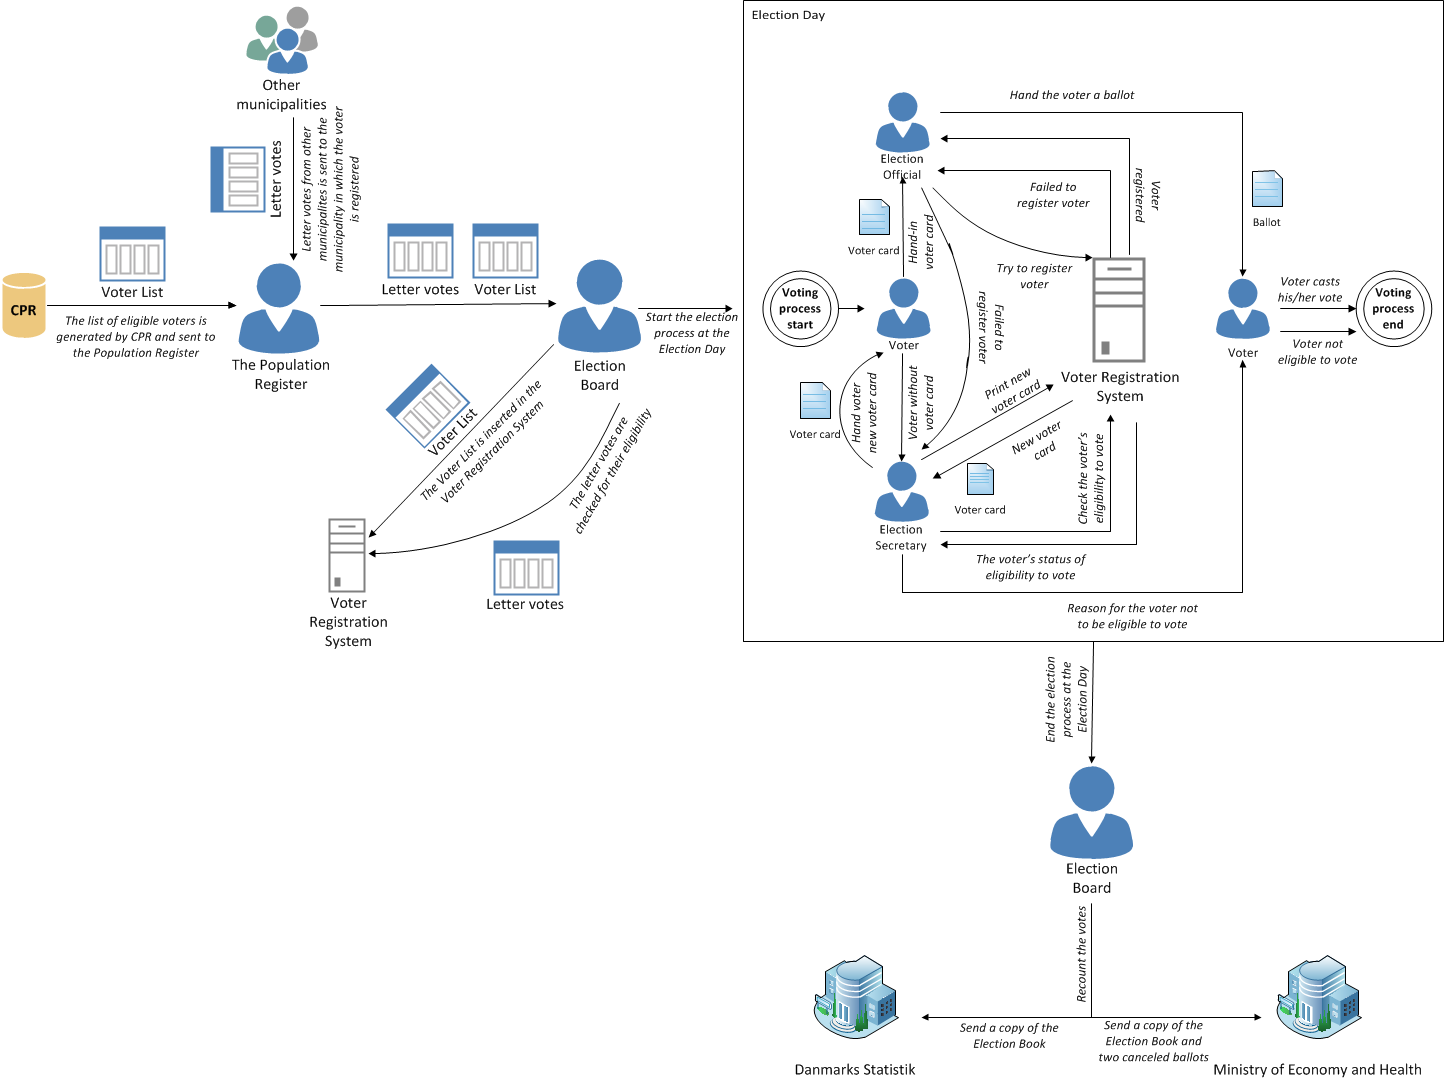 Other
municipalities
Letter votes
Letter votes from other
municipalites is sent to the
municipality in which the voter
is registered
CPR
Voter List
The list of eligible voters is
generated by CPR and sent to
the Population Register
The Population
Register
Letter votes
Voter List
Election
Board
Start the election
process at the
Election Day
Voter List
The Voter List is inserted in the
Voter Registration System
The letter votes are
checked for their eligibility
Letter votes
Voter
Registration
System
Election Day
Hand the voter a ballot
Election
Official
Failed to
register voter
Voter
registered
Voter card
Hand-in
voter card
Try to register
voter
Ballot
Voting
process
start
Voter
Failed to
register voter
Voter Registration
System
Voter
Voter casts
his/her vote
Voter not
eligible to vote
Voting
process
end
Voter card
Hand voter
new voter card
Voter without
voter card
Print new
voter card
New voter
card
Voter card
Check the voter's
eligibility to vote
Election
Secretary
The voter's status of
eligibility to vote
Reason for the voter not
to be eligible to vote
End the election
process at the
Election Day
Election
Board
Recount the votes
Send a copy of the
Election Book
Send a copy of the
Election Book and
two canceled ballots
Danmarks Statistik
Ministry of Economy and Health